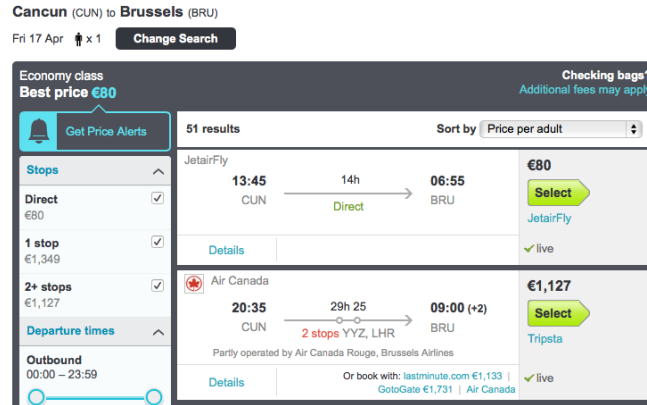 Cancun (CUN) to Brussels (BRU)
Fri 17 Apr x 1 Change Search
Economy class
Best price €80
Checking bags?
Additional fees may apply
Get Price Alerts
51 results
Sort by Price per adult
Stops
Direct
€80
1 stop
€1,349
2+ stops
€1,127
Departure times
Outbound
00:00 – 23:59
JetairFly
13:45 14h 06:55
CUN Direct BRU
Details
€80
Select
JetairFly
live
Air Canada
20:35 29h 25 09:00 (+2)
CUN 2 stops YYZ, LHR BRU
Partly operated by Air Canada Rouge, Brussels Airlines
Details
Or book with: lastminute.com €1,133 |
GotoGate €1,731 | Air Canada
€1,127
Select
Tripsta
live